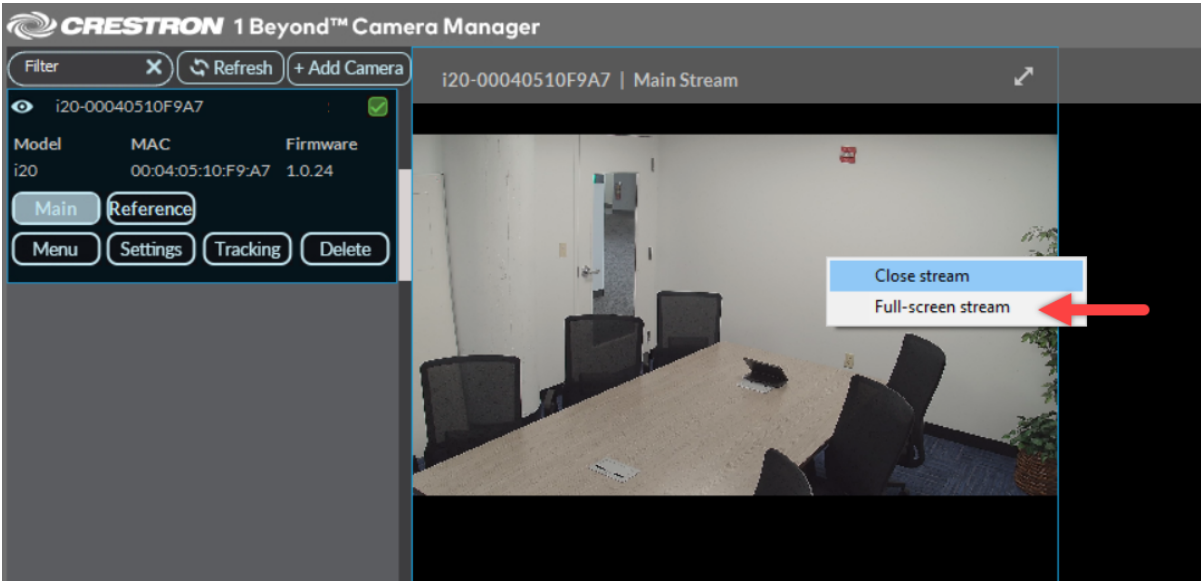 CRESTRON 1 Beyond™ Camera Manager
Filter Refresh + Add Camera
i20-00040510F9A7 | Main Stream
i20-00040510F9A7
Model MAC Firmware
i20 00:04:05:10:F9:A7 1.0.24
Main Reference
Menu Settings Tracking Delete
Close stream
Full-screen stream